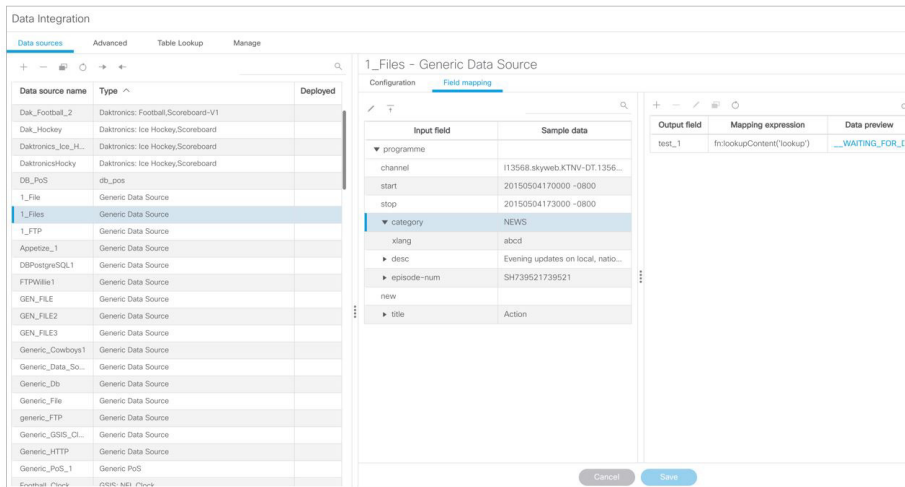 Data Integration
Data sources Advanced Table Lookup Manage
Data source name Type Deployed
Dak_Football_2 Daktronics: Football,Scoreboard-V1
Dak_Hockey Daktronics: Ice Hockey,Scoreboard
Daktronics_Ice_H... Daktronics: Ice Hockey,Scoreboard
DaktronicsHocky Daktronics: Ice Hockey,Scoreboard
DB_PoS db_pos
1_File Generic Data Source
1_Files Generic Data Source
1_FTP Generic Data Source
Appetize_1 Generic Data Source
DBPostgreSQL1 Generic Data Source
FTPWillie1 Generic Data Source
GEN_FILE Generic Data Source
GEN_FILE2 Generic Data Source
GEN_FILE3 Generic Data Source
Generic_Cowboys1 Generic Data Source
Generic_Data_So... Generic Data Source
Generic_Db Generic Data Source
Generic_File Generic Data Source
generic_FTP Generic Data Source
Generic_GSIS_Cl... Generic Data Source
Generic_HTTP Generic Data Source
Generic_PoS_1 Generic PoS
Football_Clock GSIS: NFL Clock
1_Files - Generic Data Source
Configuration Field mapping
Input field Sample data
programme
channel I13568.skyweb.KTNV-DT.1356...
start 20150504170000 -0800
stop 20150504173000 -0800
category NEWS
xlang abcd
desc Evening updates on local, natio...
episode-num SH739521739521
new
title Action
Output field Mapping expression Data preview
test_1 fn:lookupContent('lookup') __WAITING_FOR_D
Cancel Save